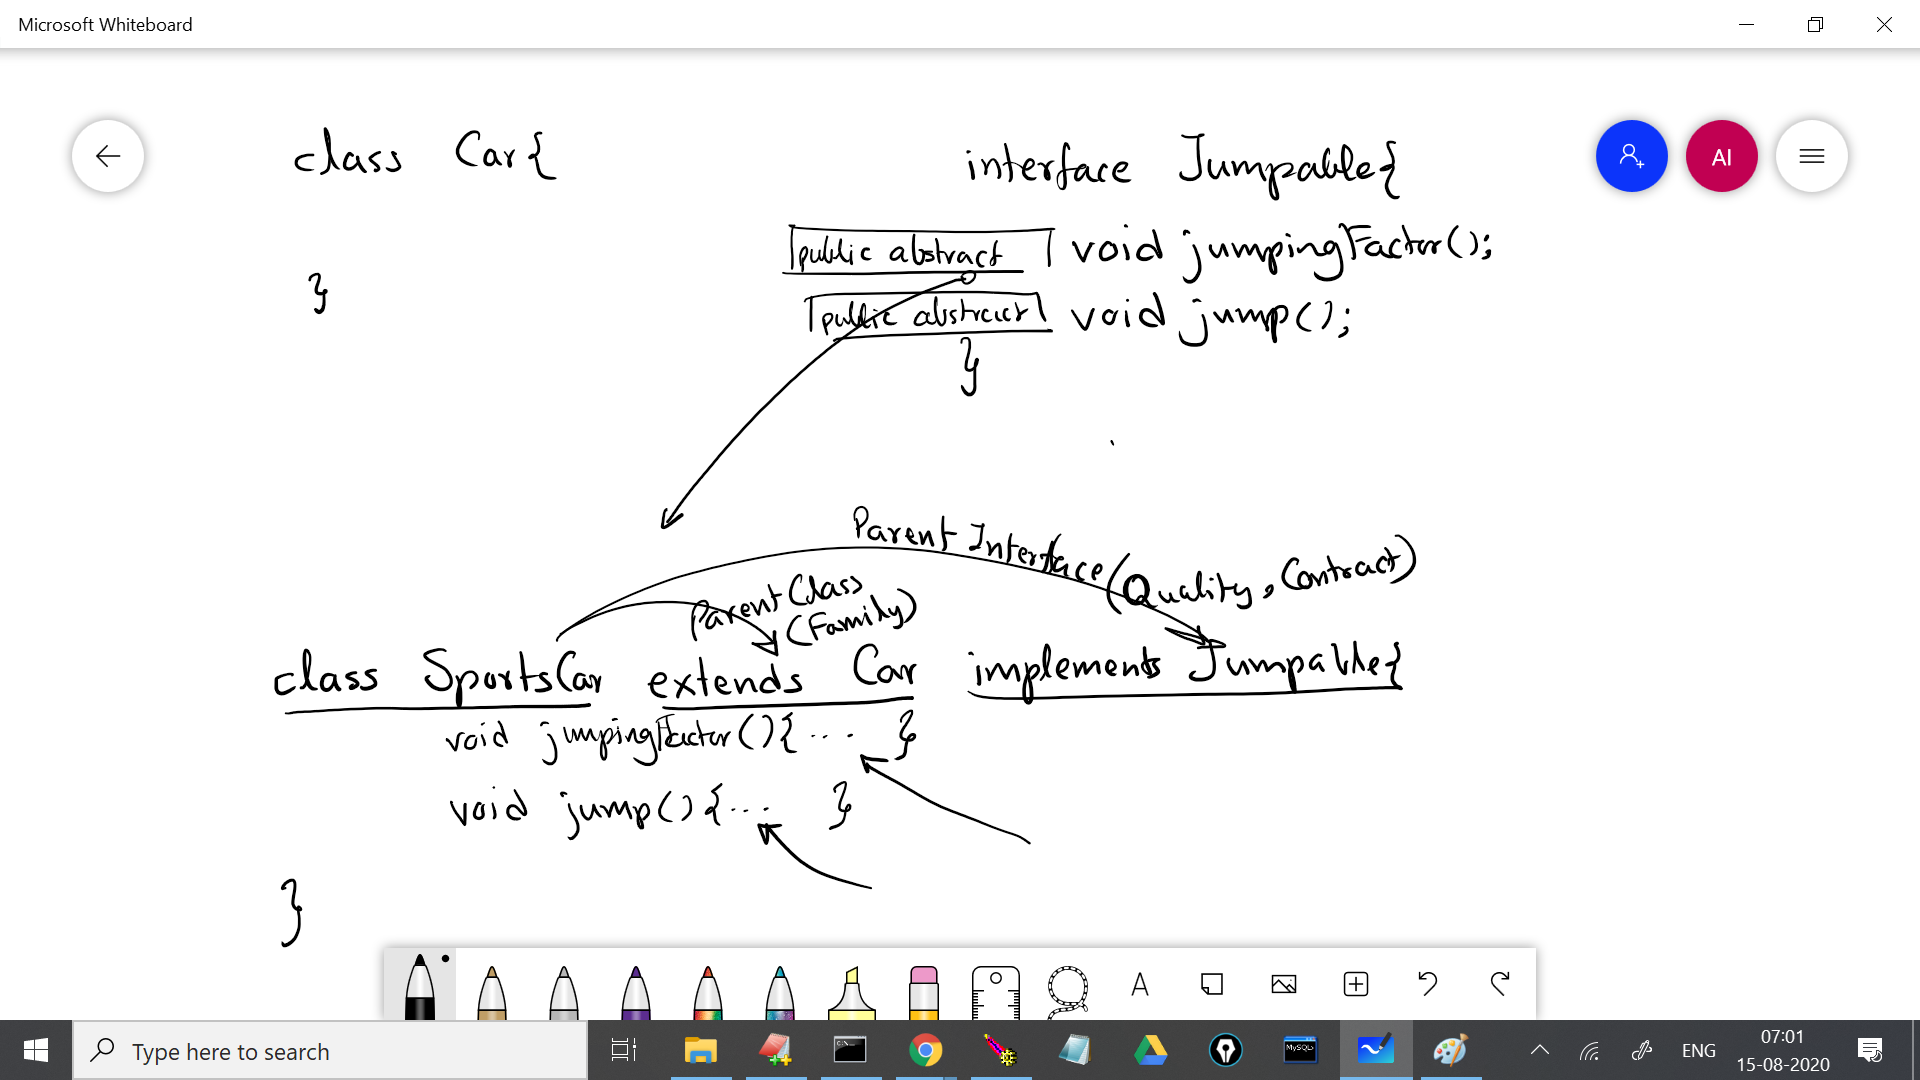 Microsoft Whiteboard
class Car{
}
interface Jumpable{
public abstract void jumpingFactor();
public abstract void jump();
}
AI
Parent Interface (Quality, Contract)
Parent Class
(Family)
class SportsCar extends Car implements Jumpable{
void jumpingFactor(){... }
void jump(){... }
}
A
Type here to search
C:\
MySQL
ENG
07:01
15-08-2020